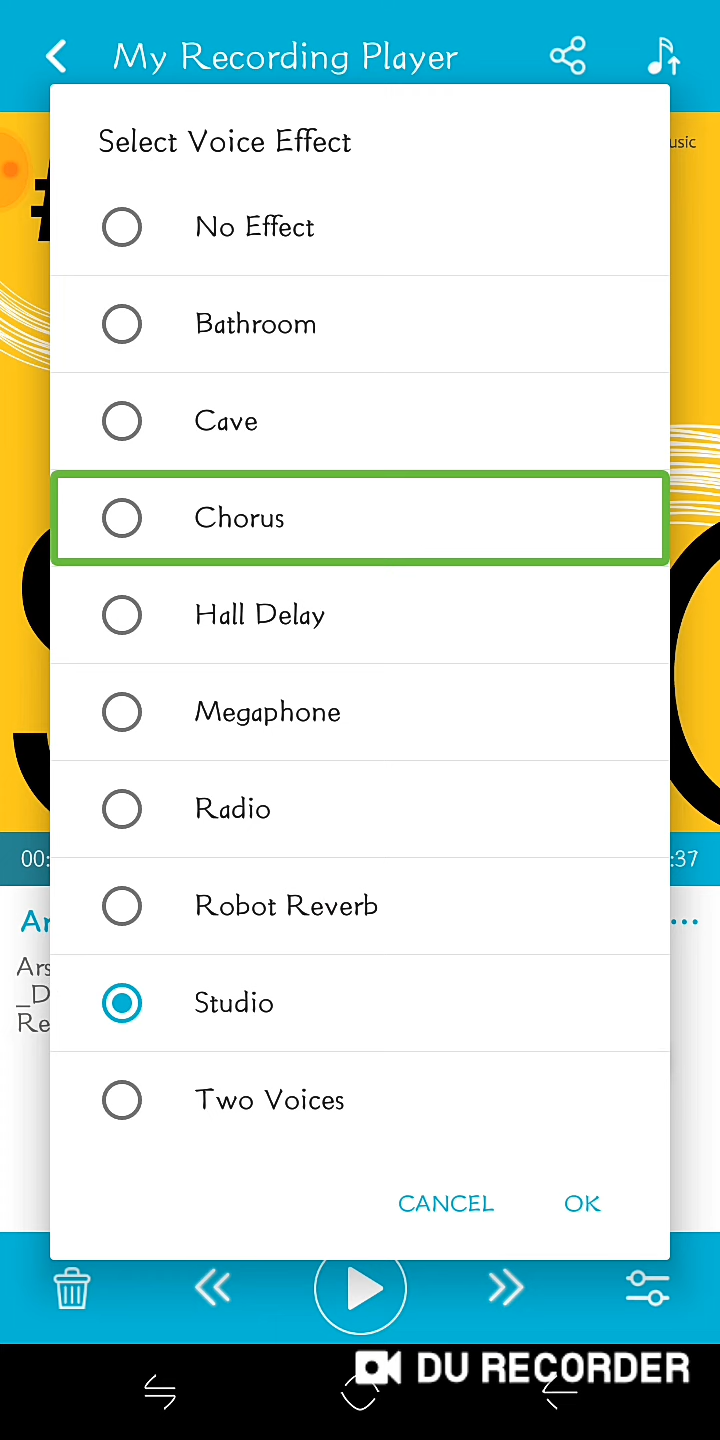 My Recording Player
Select Voice Effect
No Effect
Bathroom
Cave
Chorus
Hall Delay
Megaphone
Radio
Robot Reverb
Studio
Two Voices
CANCEL OK
DU RECORDER